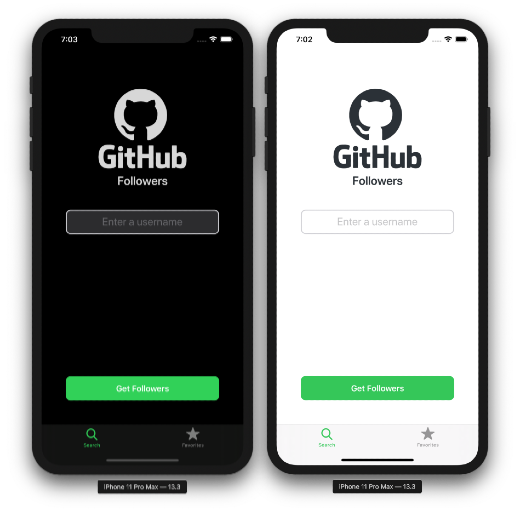 7:03
GitHub
Followers
Enter a username
Get Followers
Search
Favorites
iPhone 11 Pro Max — 13.3
7:02
GitHub
Followers
Enter a username
Get Followers
Search
Favorites
iPhone 11 Pro Max — 13.3